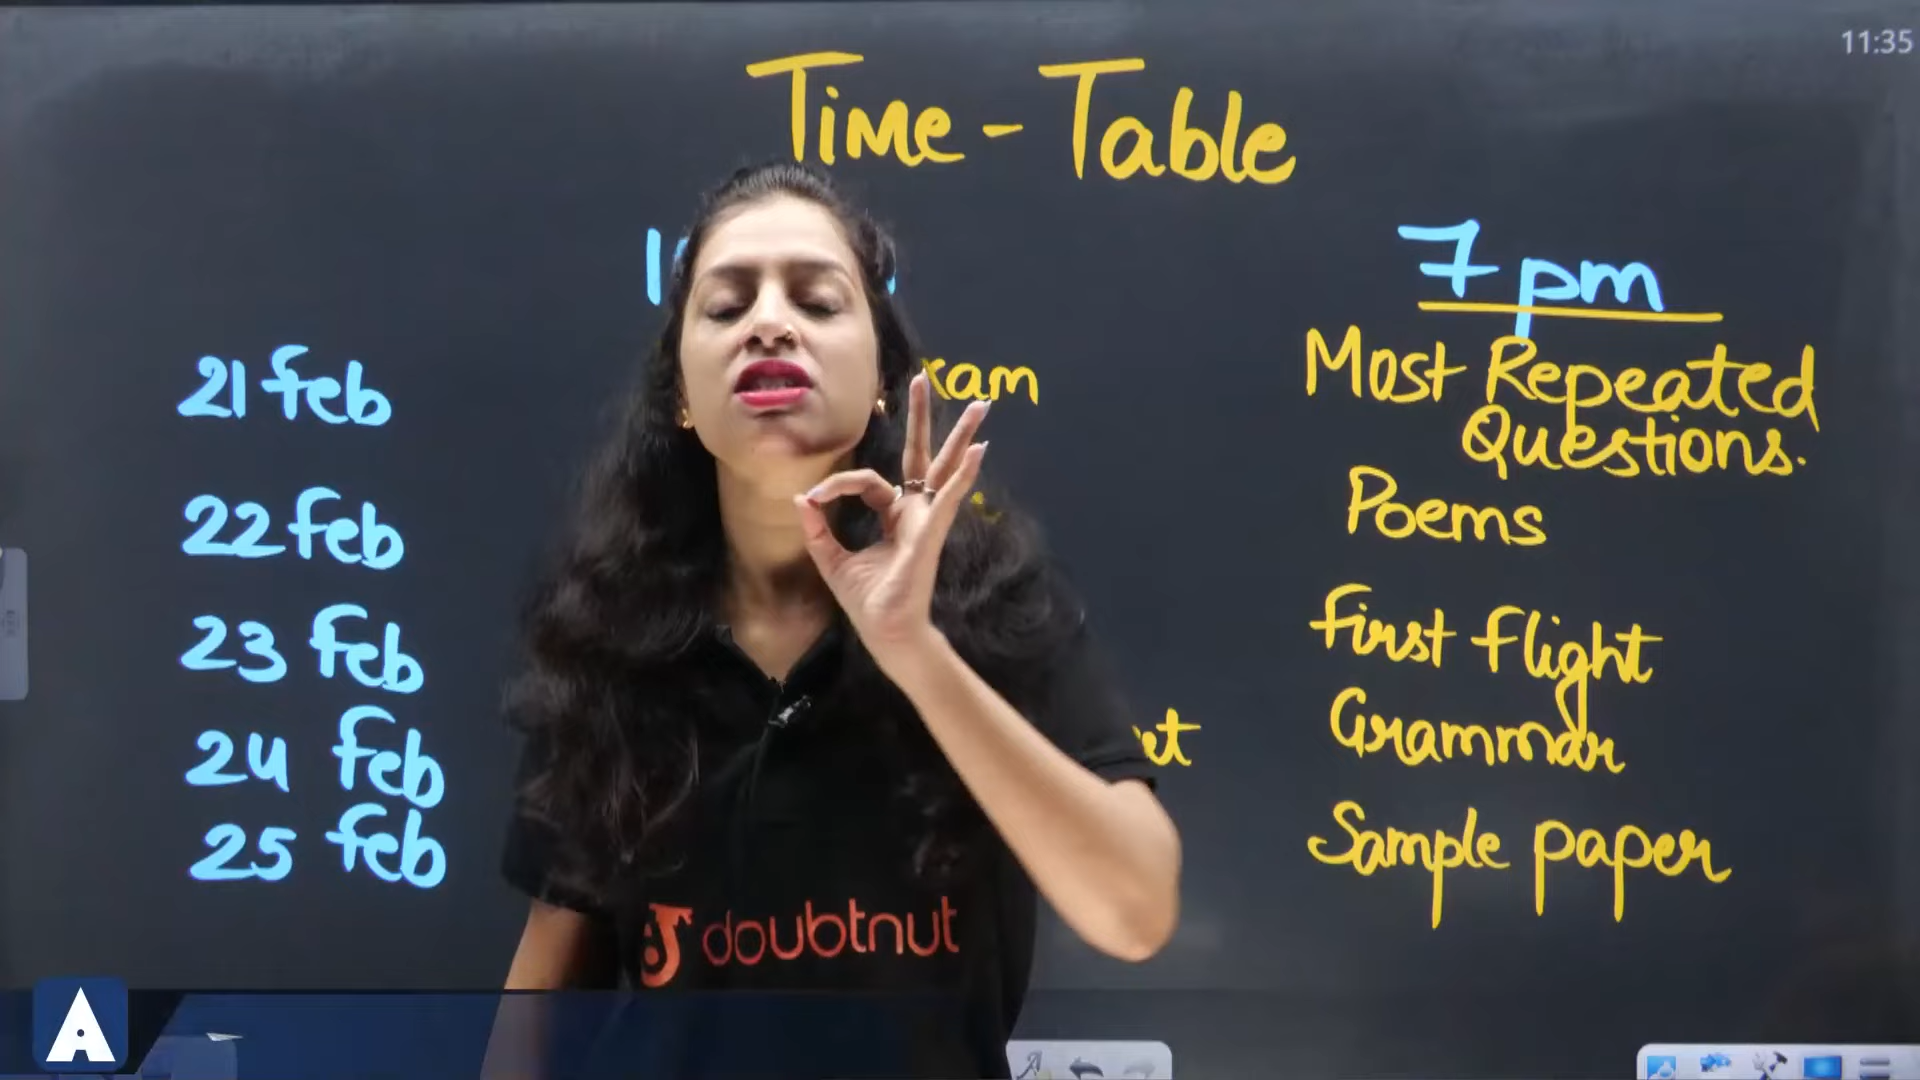 11:35
Time-Table
7 pm
21 feb
Most Repeated
Questions.
22 feb
Poems
23 feb
First flight
24 feb
Grammar
25 feb
Sample paper
doubtnut
A